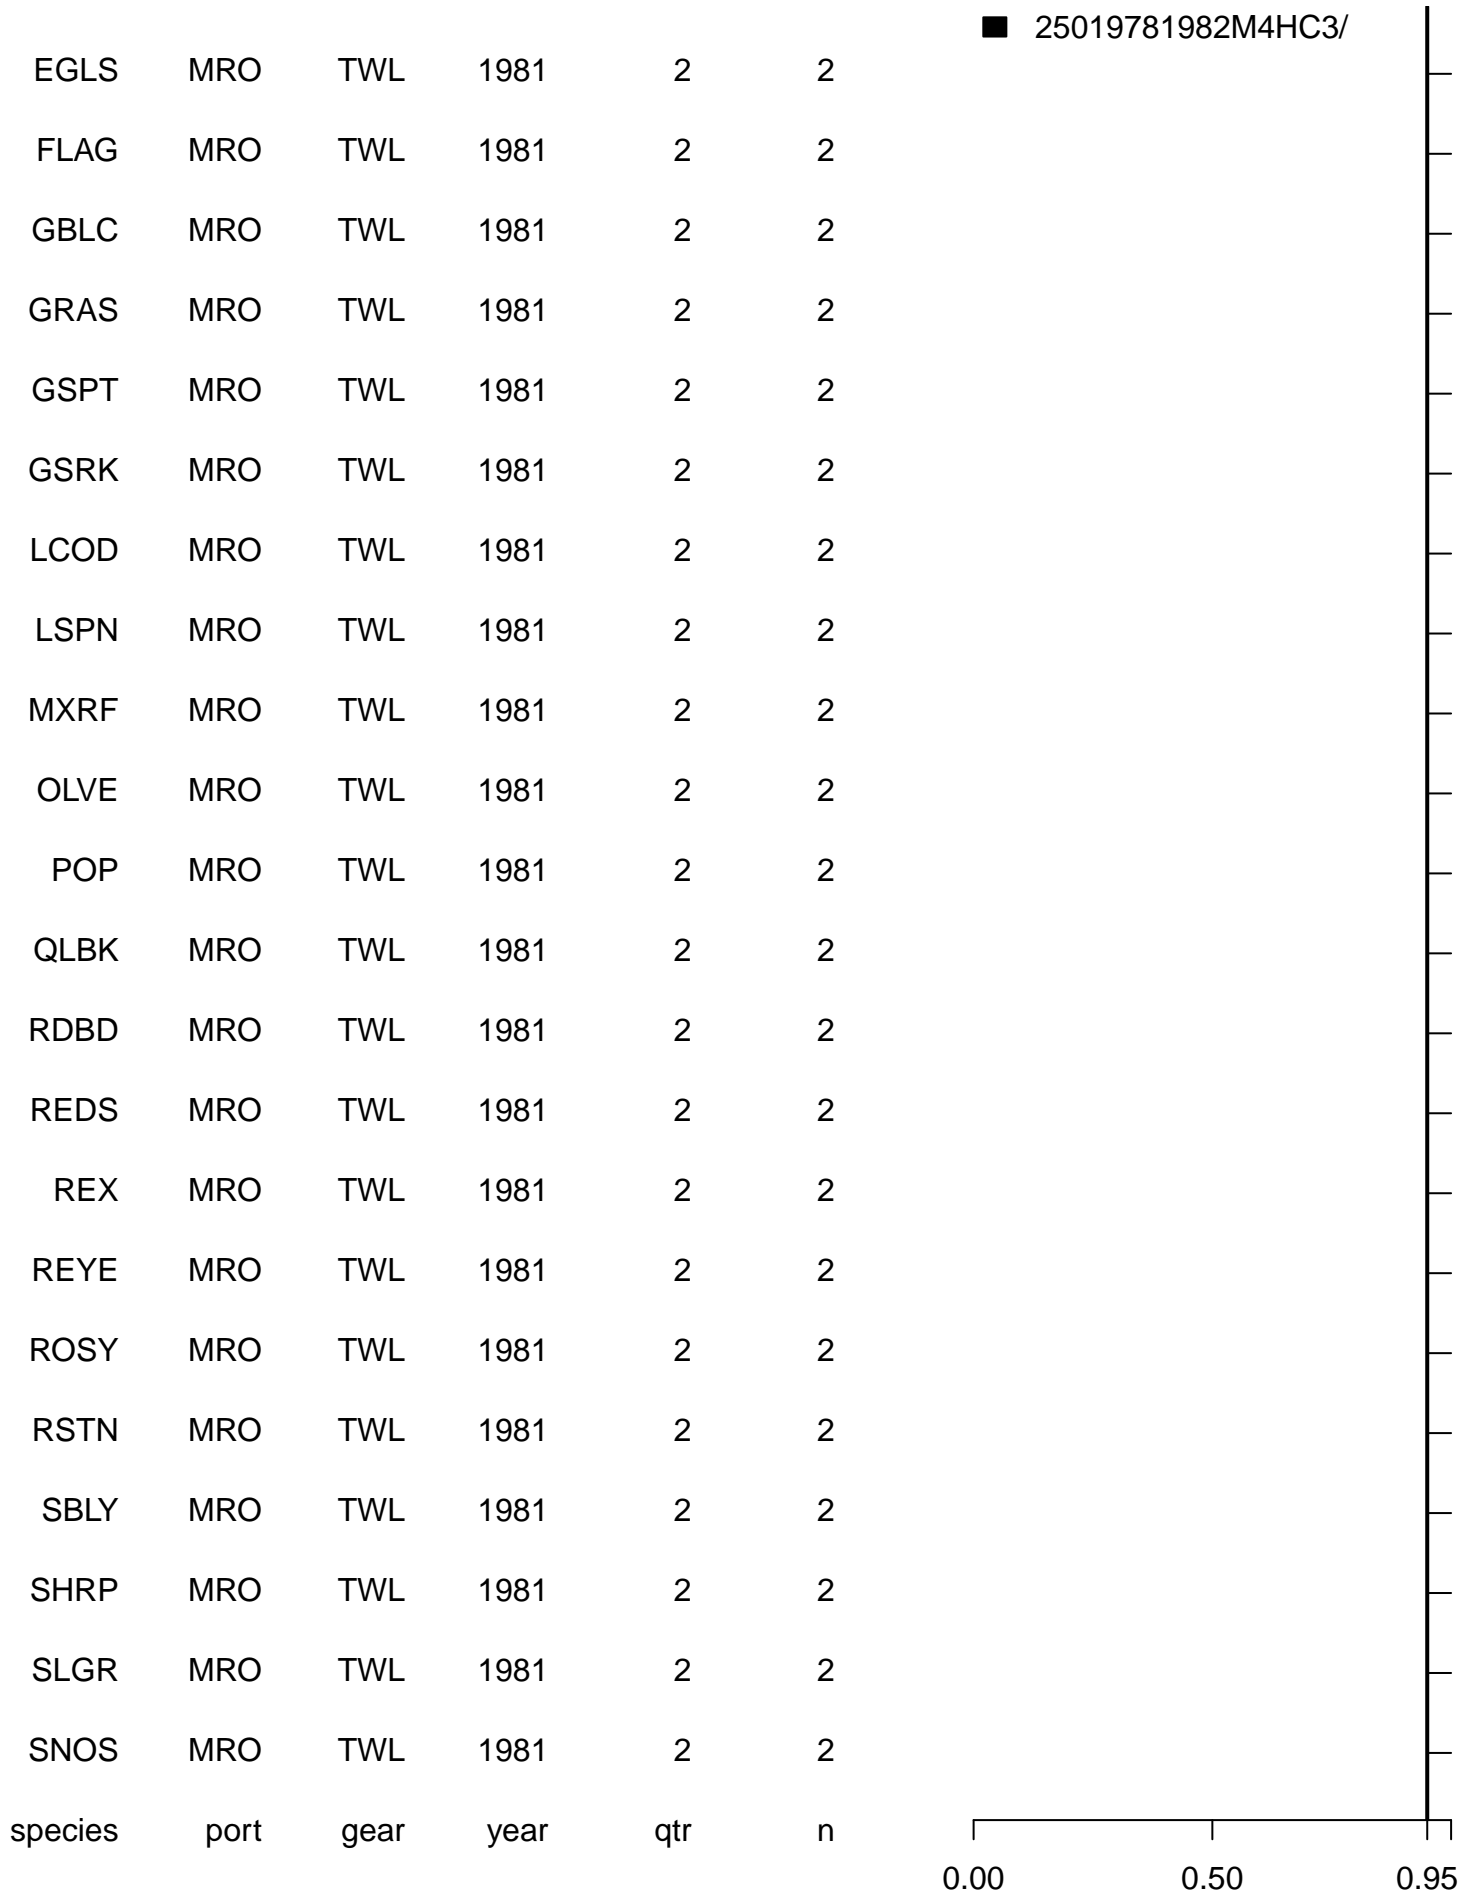 25019781982M4HC3/
EGLS MRO TWL 1981 2 2
FLAG MRO TWL 1981 2 2
GBLC MRO TWL 1981 2 2
GRAS MRO TWL 1981 2 2
GSPT MRO TWL 1981 2 2
GSRK MRO TWL 1981 2 2
LCOD MRO TWL 1981 2 2
LSPN MRO TWL 1981 2 2
MXRF MRO TWL 1981 2 2
OLVE MRO TWL 1981 2 2
POP MRO TWL 1981 2 2
QLBK MRO TWL 1981 2 2
RDBD MRO TWL 1981 2 2
REDS MRO TWL 1981 2 2
REX MRO TWL 1981 2 2
REYE MRO TWL 1981 2 2
ROSY MRO TWL 1981 2 2
RSTN MRO TWL 1981 2 2
SBLY MRO TWL 1981 2 2
SHRP MRO TWL 1981 2 2
SLGR MRO TWL 1981 2 2
SNOS MRO TWL 1981 2 2
species port gear year qtr n
0.00 0.50 0.95